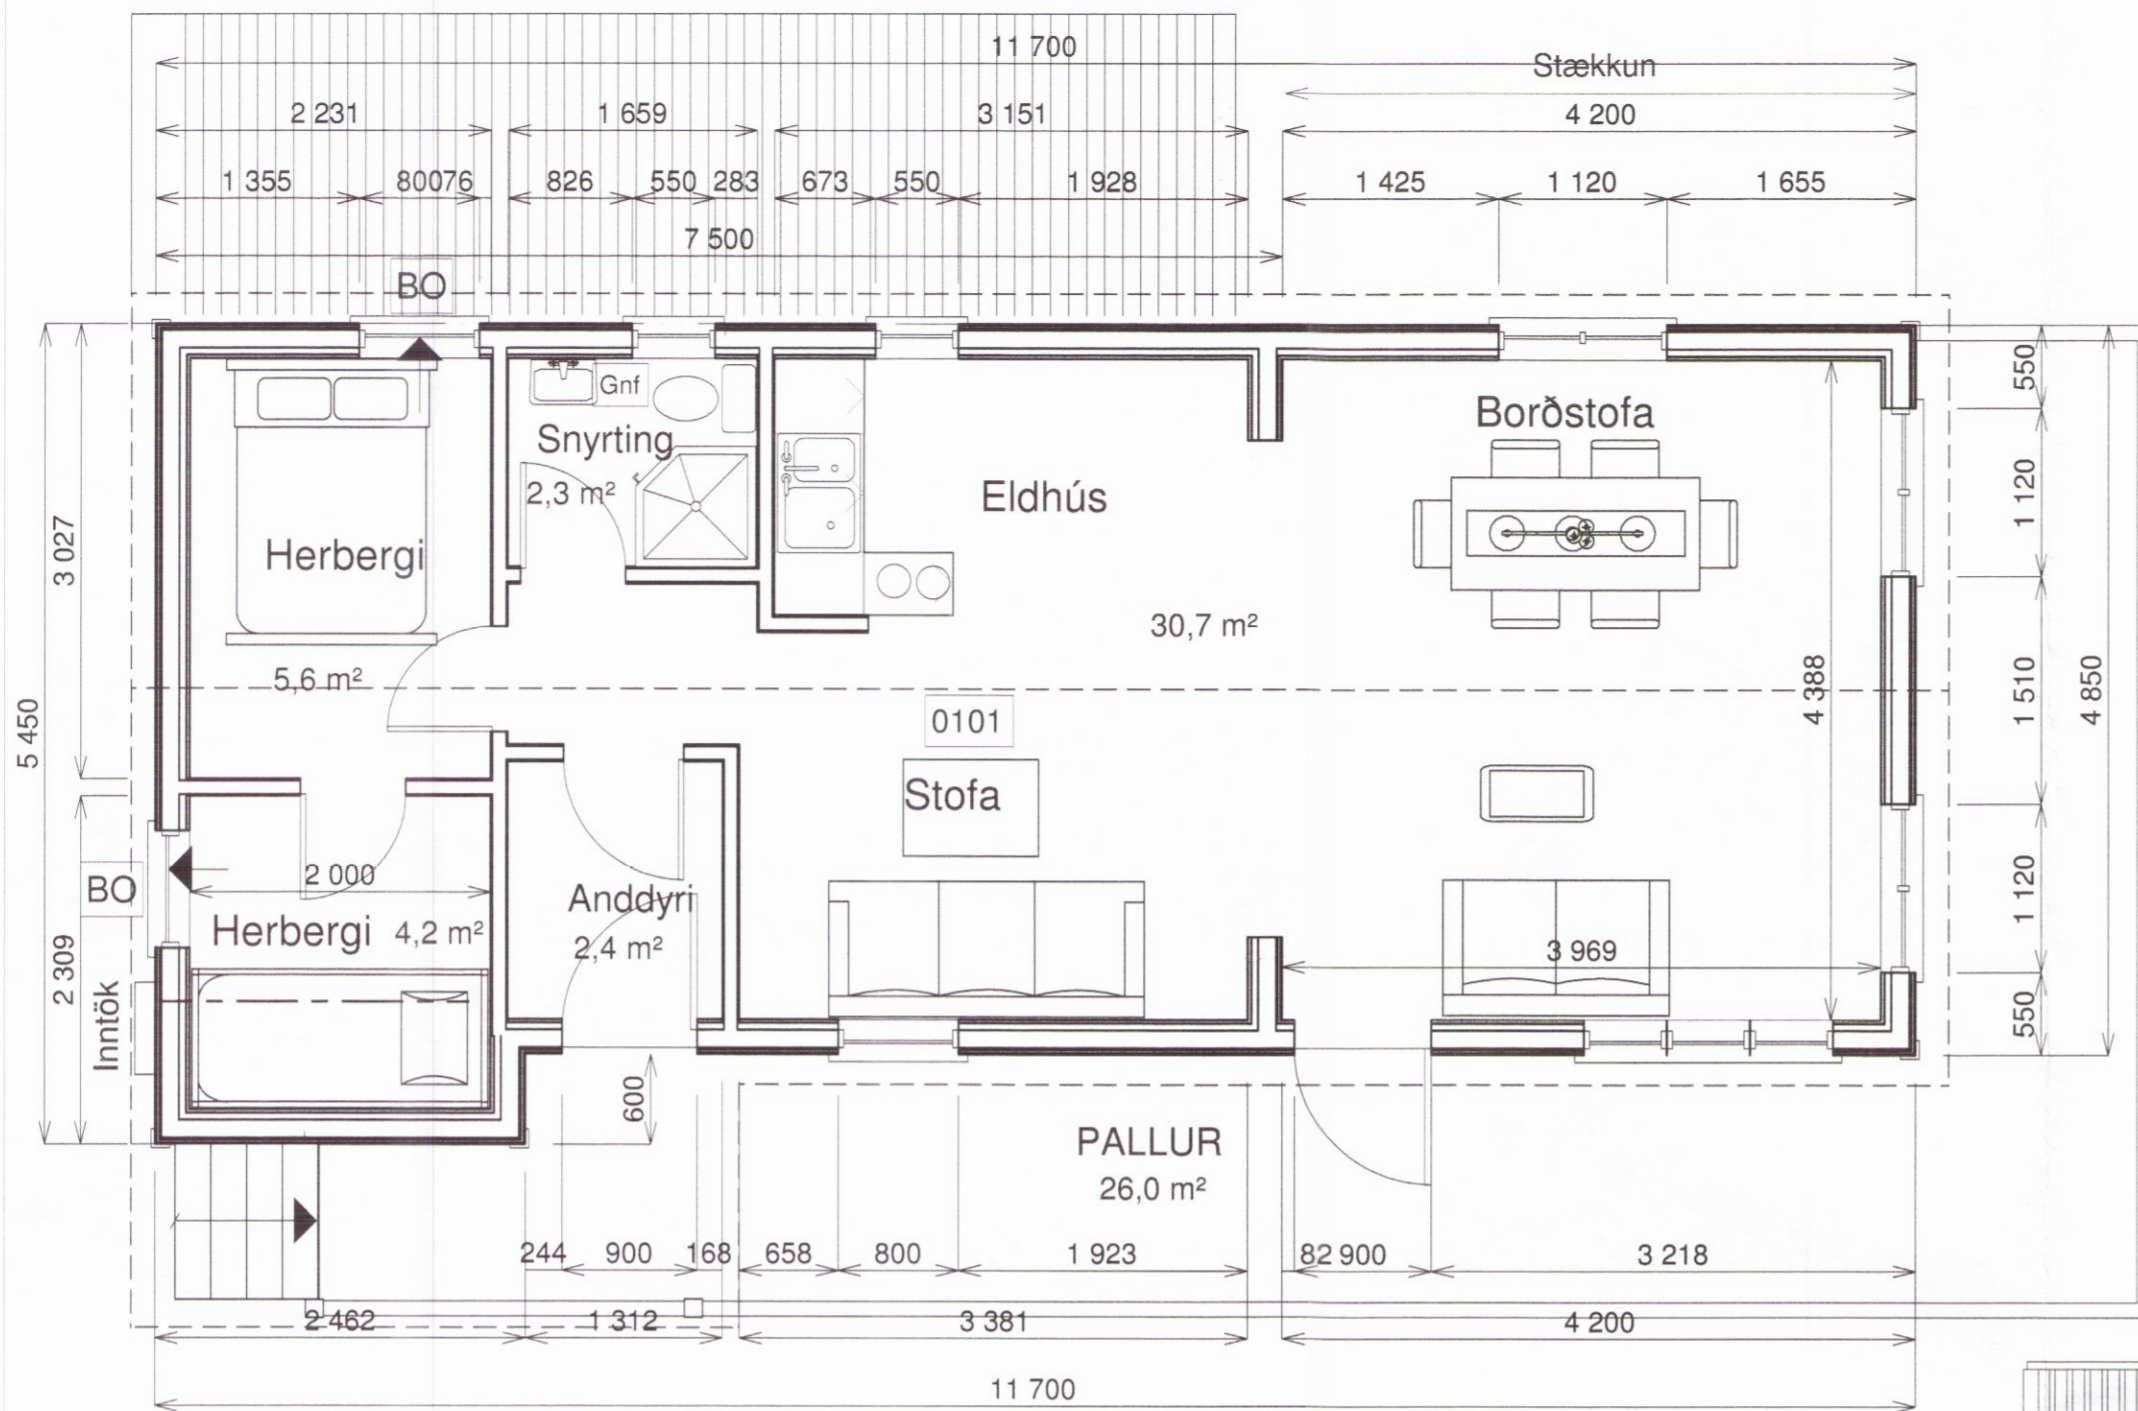 11 700
Stækkun
2 231
1 659
3 151
4 200
1 355
80076
826
550
283
673
550
1 928
1 425
1 120
1 655
7 500
BO
550
Gnf
Borðstofa
Snyrting
2,3 m²
Eldhús
1 120
3 027
Herbergi
30,7 m²
5,6 m²
4 388
1 510
4 850
5 450
0101
Stofa
2 000
BO
Anddyri
1 120
Herbergi
4,2 m²
2,4 m²
3 969
2 309
Inntök
550
600
PALLUR
26,0 m²
244
900
168
658
800
1 923
82 900
3 218
2 462
1 312
3 381
4 200
11 700